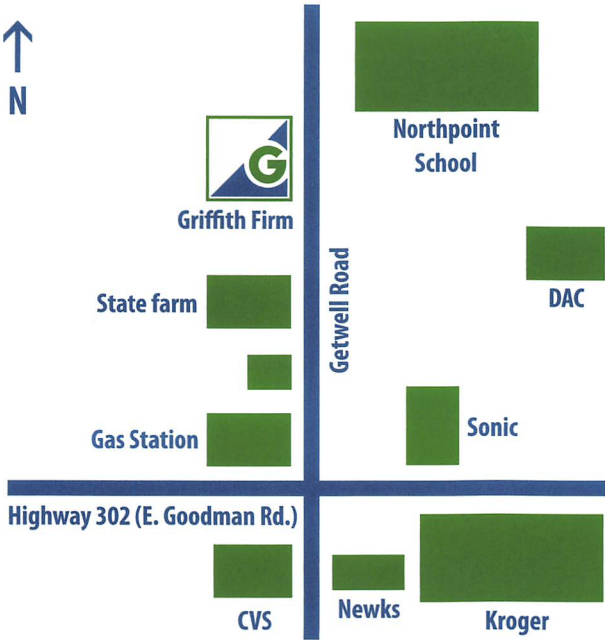 N
Northpoint
School
G
Griffith Firm
Getwell Road
DAC
State farm
Gas Station
Sonic
Highway 302 (E. Goodman Rd.)
CVS
Newks
Kroger